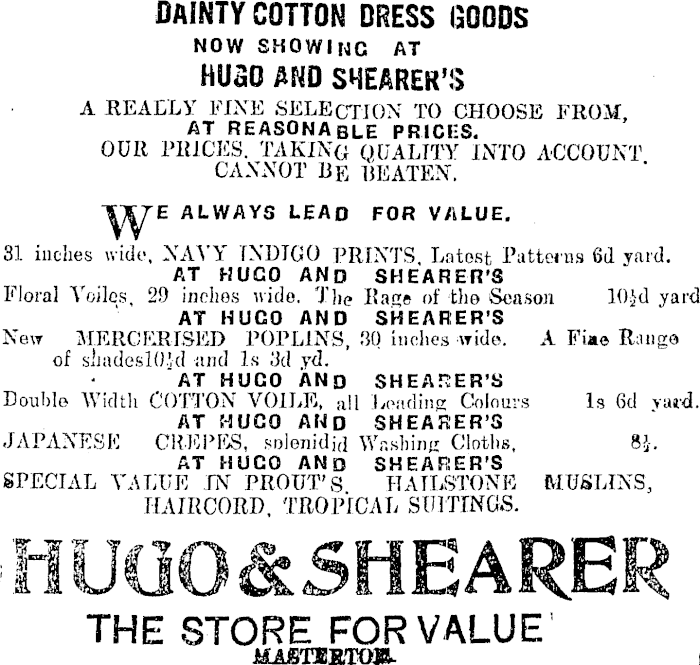 DAINTY COTTON DRESS GOODS
NOW SHOWING AT
HUGO AND SHEARER'S
A REALLY FINE SELECTION TO CHOOSE FROM,
AT REASONABLE PRICES.
OUR PRICES, TAKING QUALITY INTO ACCOUNT,
CANNOT BE BEATEN.
WE ALWAYS LEAD FOR VALUE.
31 inches wide, NAVY INDIGO PRINTS, Latest Patterns 6d yard.
AT HUGO AND SHEARER'S
Floral Voiles, 29 inches wide. The Rage of the Season 10½d yard
AT HUGO AND SHEARER'S
New MERCERISED POPLINS, 30 inches wide. A Fine Range
of shades10½d and 1s 3d yd.
AT HUGO AND SHEARER'S
Double Width COTTON VOILE, all Leading Colours 1s 6d yard.
AT HUGO AND SHEARER'S
JAPANESE CREPES, splenidid Washing Cloths, 8½.
AT HUGO AND SHEARER'S
SPECIAL VALUE IN PROUT'S. HAILSTONE MUSLINS,
HAIRCORD, TROPICAL SUITINGS.
HUGO & SHEARER
THE STORE FOR VALUE
MASTERTON.